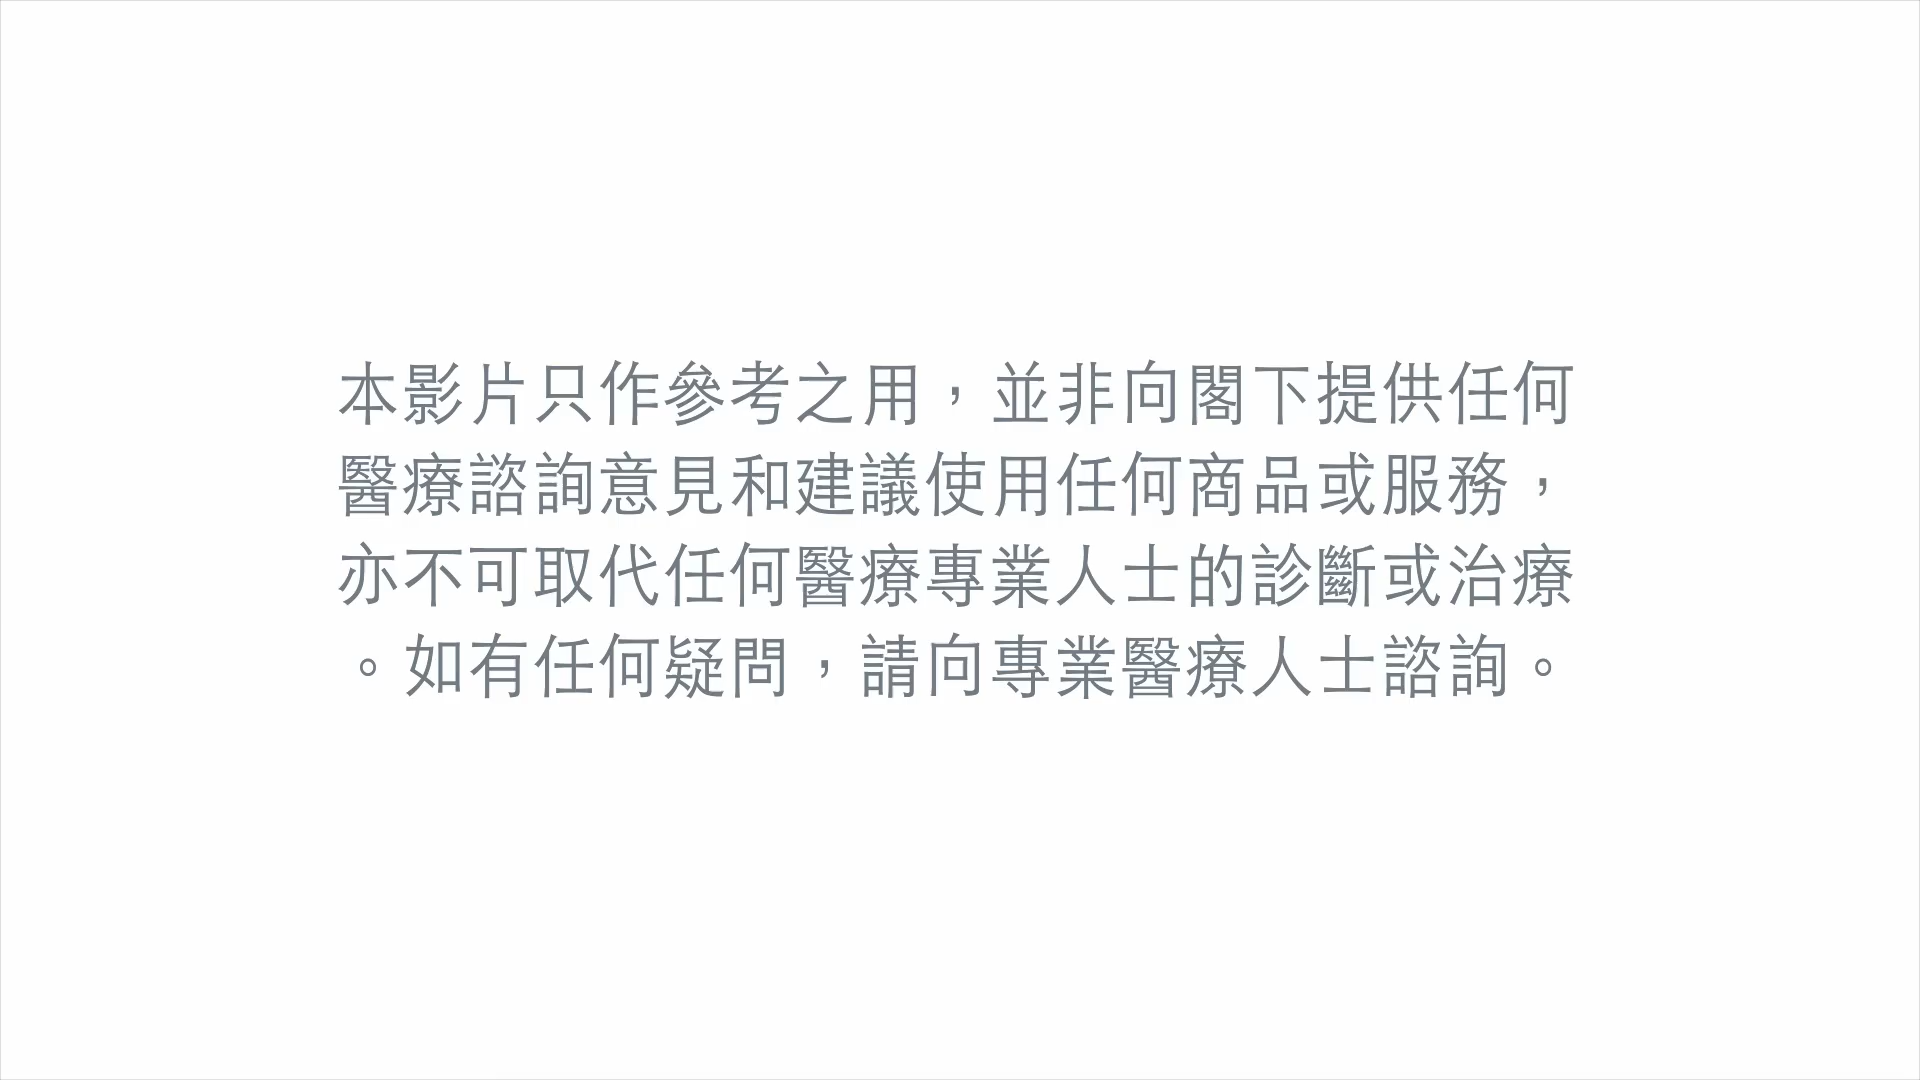 本影片只作參考之用，並非向閣下提供任何
醫療諮詢意見和建議使用任何商品或服務，
亦不可取代任何醫療專業人士的診斷或治療
。如有任何疑問，請向專業醫療人士諮詢。